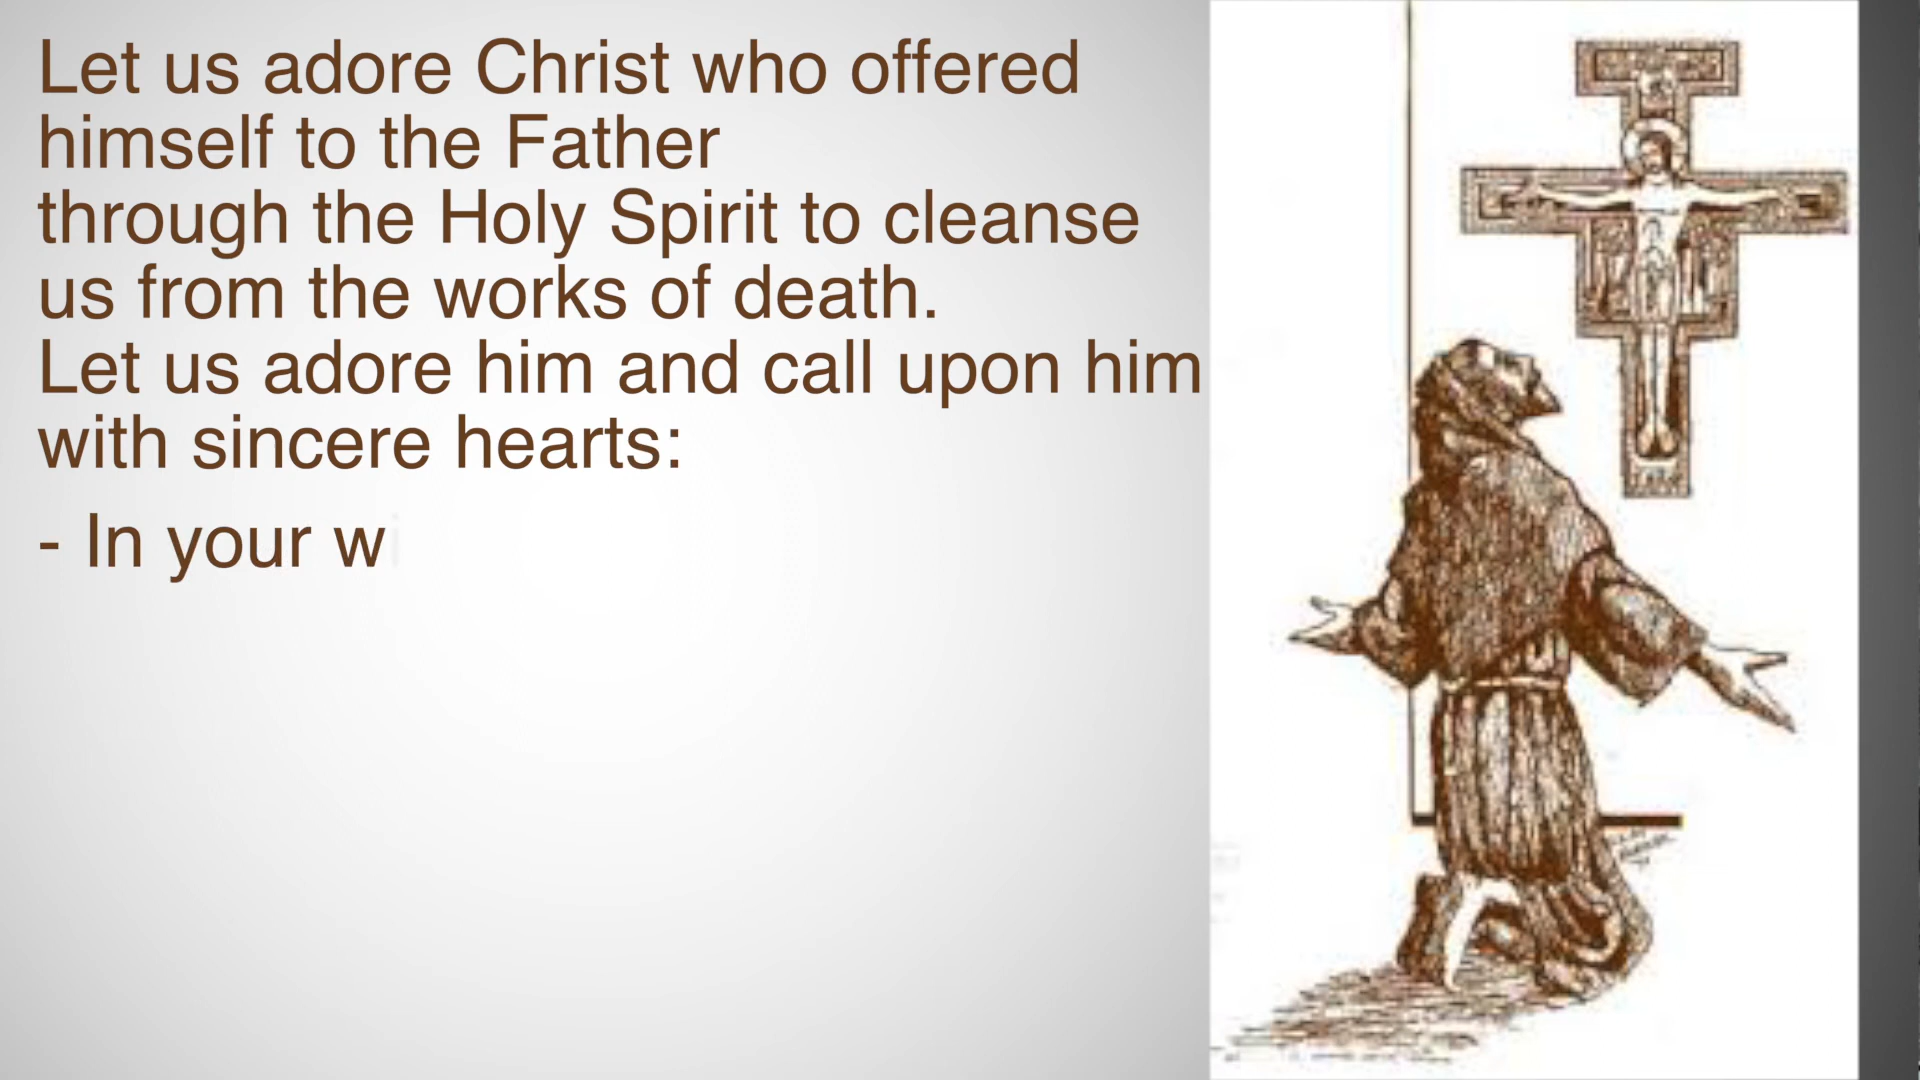 Let us adore Christ who offered
himself to the Father
through the Holy Spirit to cleanse
us from the works of death.
Let us adore him and call upon him
with sincere hearts:
- In your w